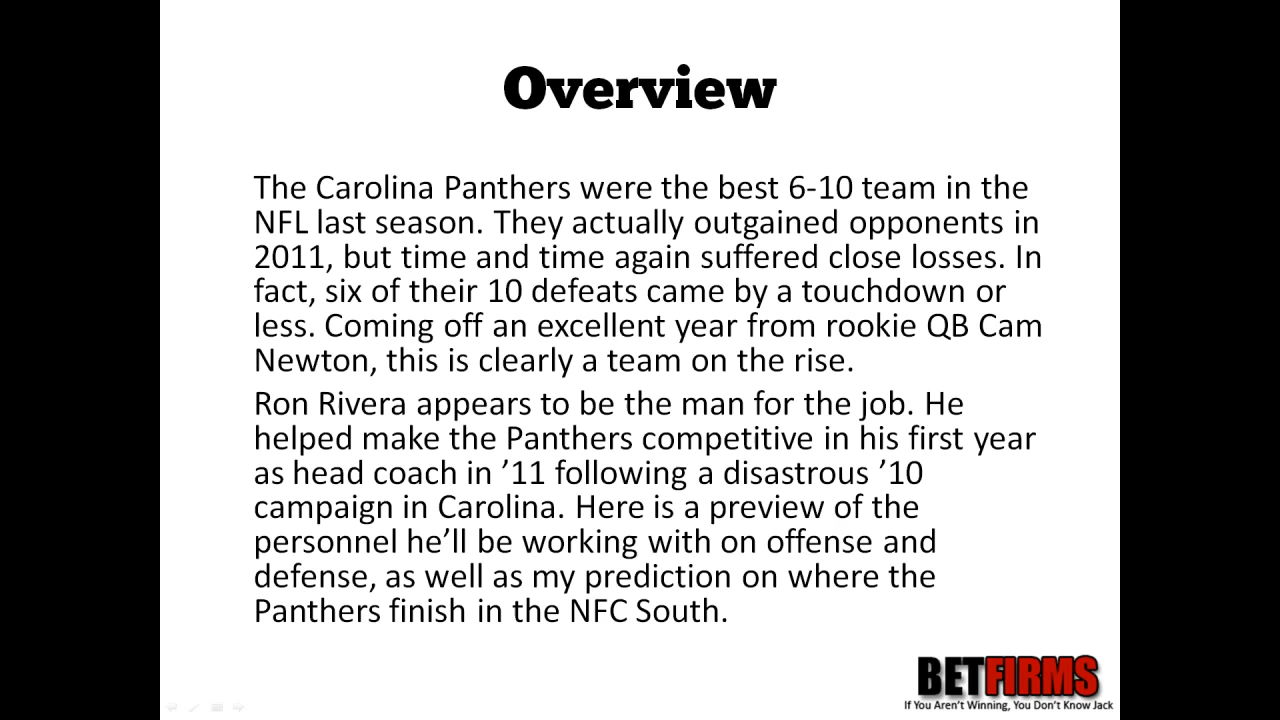 Overview
The Carolina Panthers were the best 6-10 team in the
NFL last season. They actually outgained opponents in
2011, but time and time again suffered close losses. In
fact, six of their 10 defeats came by a touchdown or
less. Coming off an excellent year from rookie QB Cam
Newton, this is clearly a team on the rise.
Ron Rivera appears to be the man for the job. He
helped make the Panthers competitive in his first year
as head coach in ’11 following a disastrous ’10
campaign in Carolina. Here is a preview of the
personnel he’ll be working with on offense and
defense, as well as my prediction on where the
Panthers finish in the NFC South.
BETFIRMS
If You Aren't Winning, You Don't Know Jack